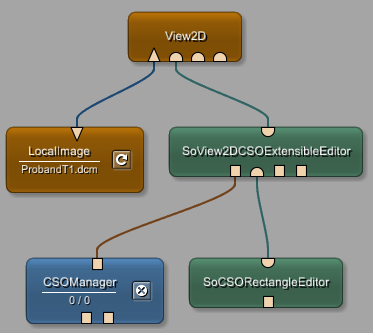 View2D
LocalImage
ProbandT1.dcm
SoView2DCSOExtensibleEditor
CSOManager
0 / 0
SoCSORectangleEditor